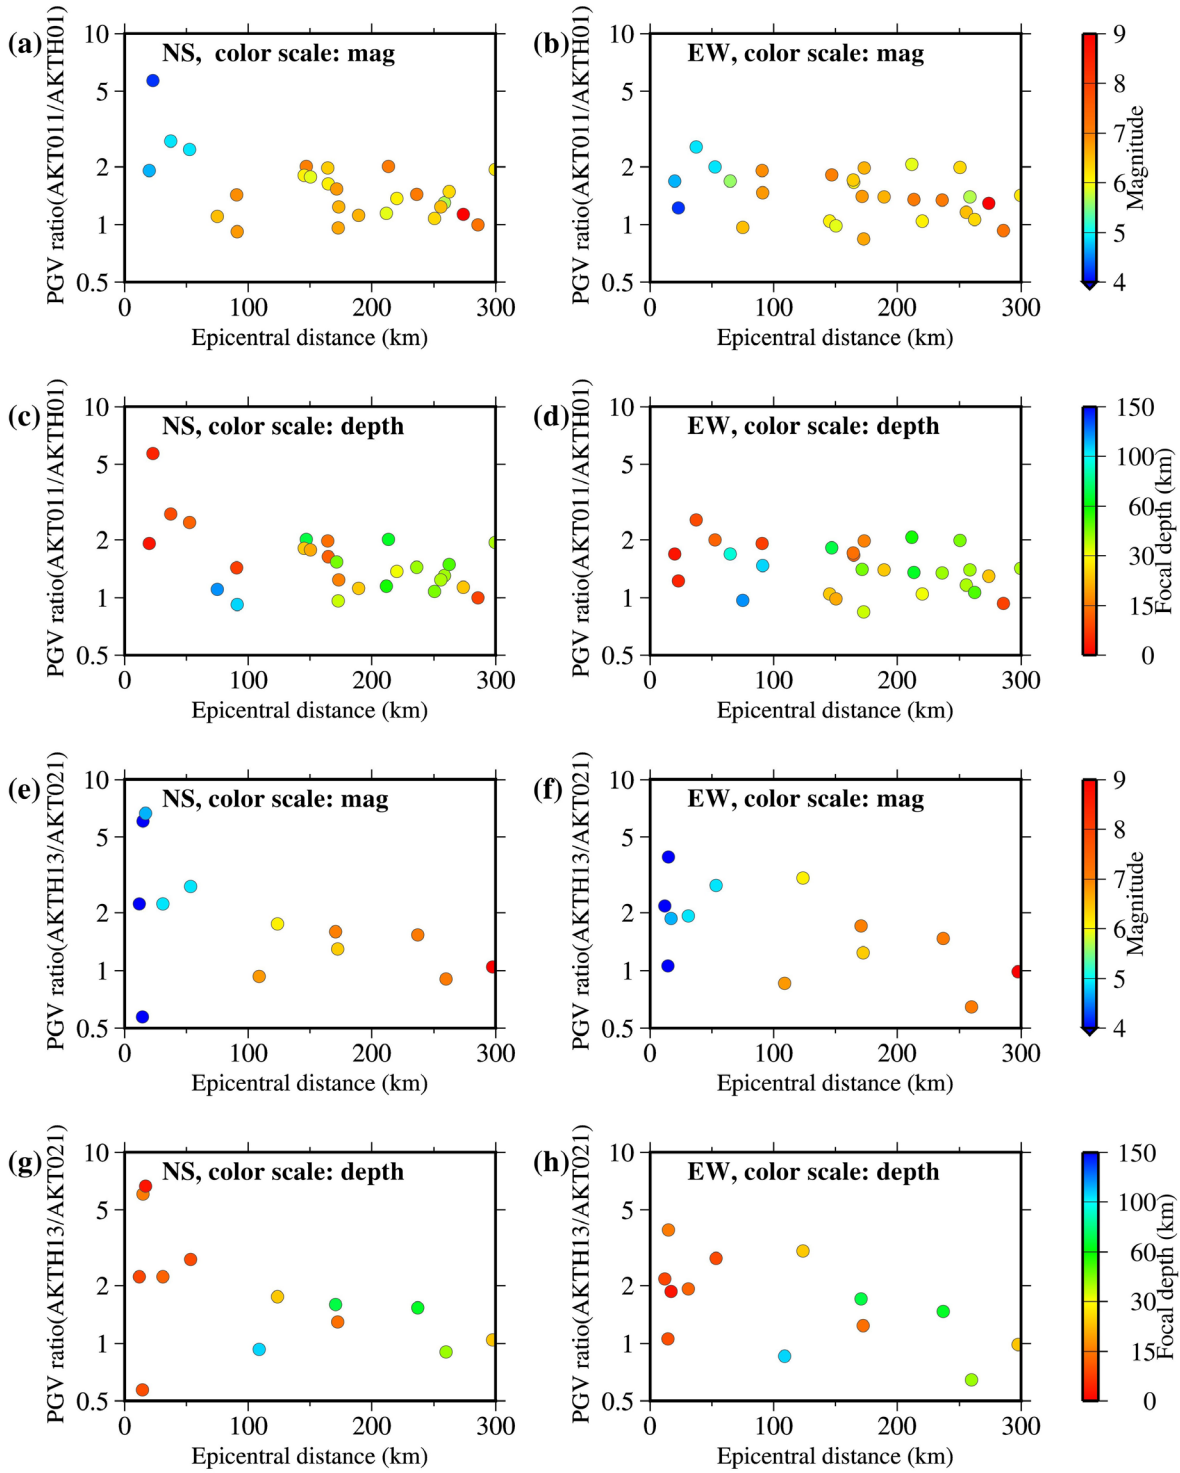 (a)
NS, color scale: mag
PGV ratio(AKT011/AKTH01)
10
5
2
1
0.5
0 100 200 300
Epicentral distance (km)
(b)
EW, color scale: mag
PGV ratio(AKT011/AKTH01)
10
5
2
1
0.5
0 100 200 300
Epicentral distance (km)
9
8
7
6
5
4
Magnitude
(c)
NS, color scale: depth
PGV ratio(AKT011/AKTH01)
10
5
2
1
0.5
0 100 200 300
Epicentral distance (km)
(d)
EW, color scale: depth
PGV ratio(AKT011/AKTH01)
10
5
2
1
0.5
0 100 200 300
Epicentral distance (km)
150
100
60
30
15
0
Focal depth (km)
(e)
NS, color scale: mag
PGV ratio(AKTH13/AKT021)
10
5
2
1
0.5
0 100 200 300
Epicentral distance (km)
(f)
EW, color scale: mag
PGV ratio(AKTH13/AKT021)
10
5
2
1
0.5
0 100 200 300
Epicentral distance (km)
9
8
7
6
5
4
Magnitude
(g)
NS, color scale: depth
PGV ratio(AKTH13/AKT021)
10
5
2
1
0.5
0 100 200 300
Epicentral distance (km)
(h)
EW, color scale: depth
PGV ratio(AKTH13/AKT021)
10
5
2
1
0.5
0 100 200 300
Epicentral distance (km)
150
100
60
30
15
0
Focal depth (km)